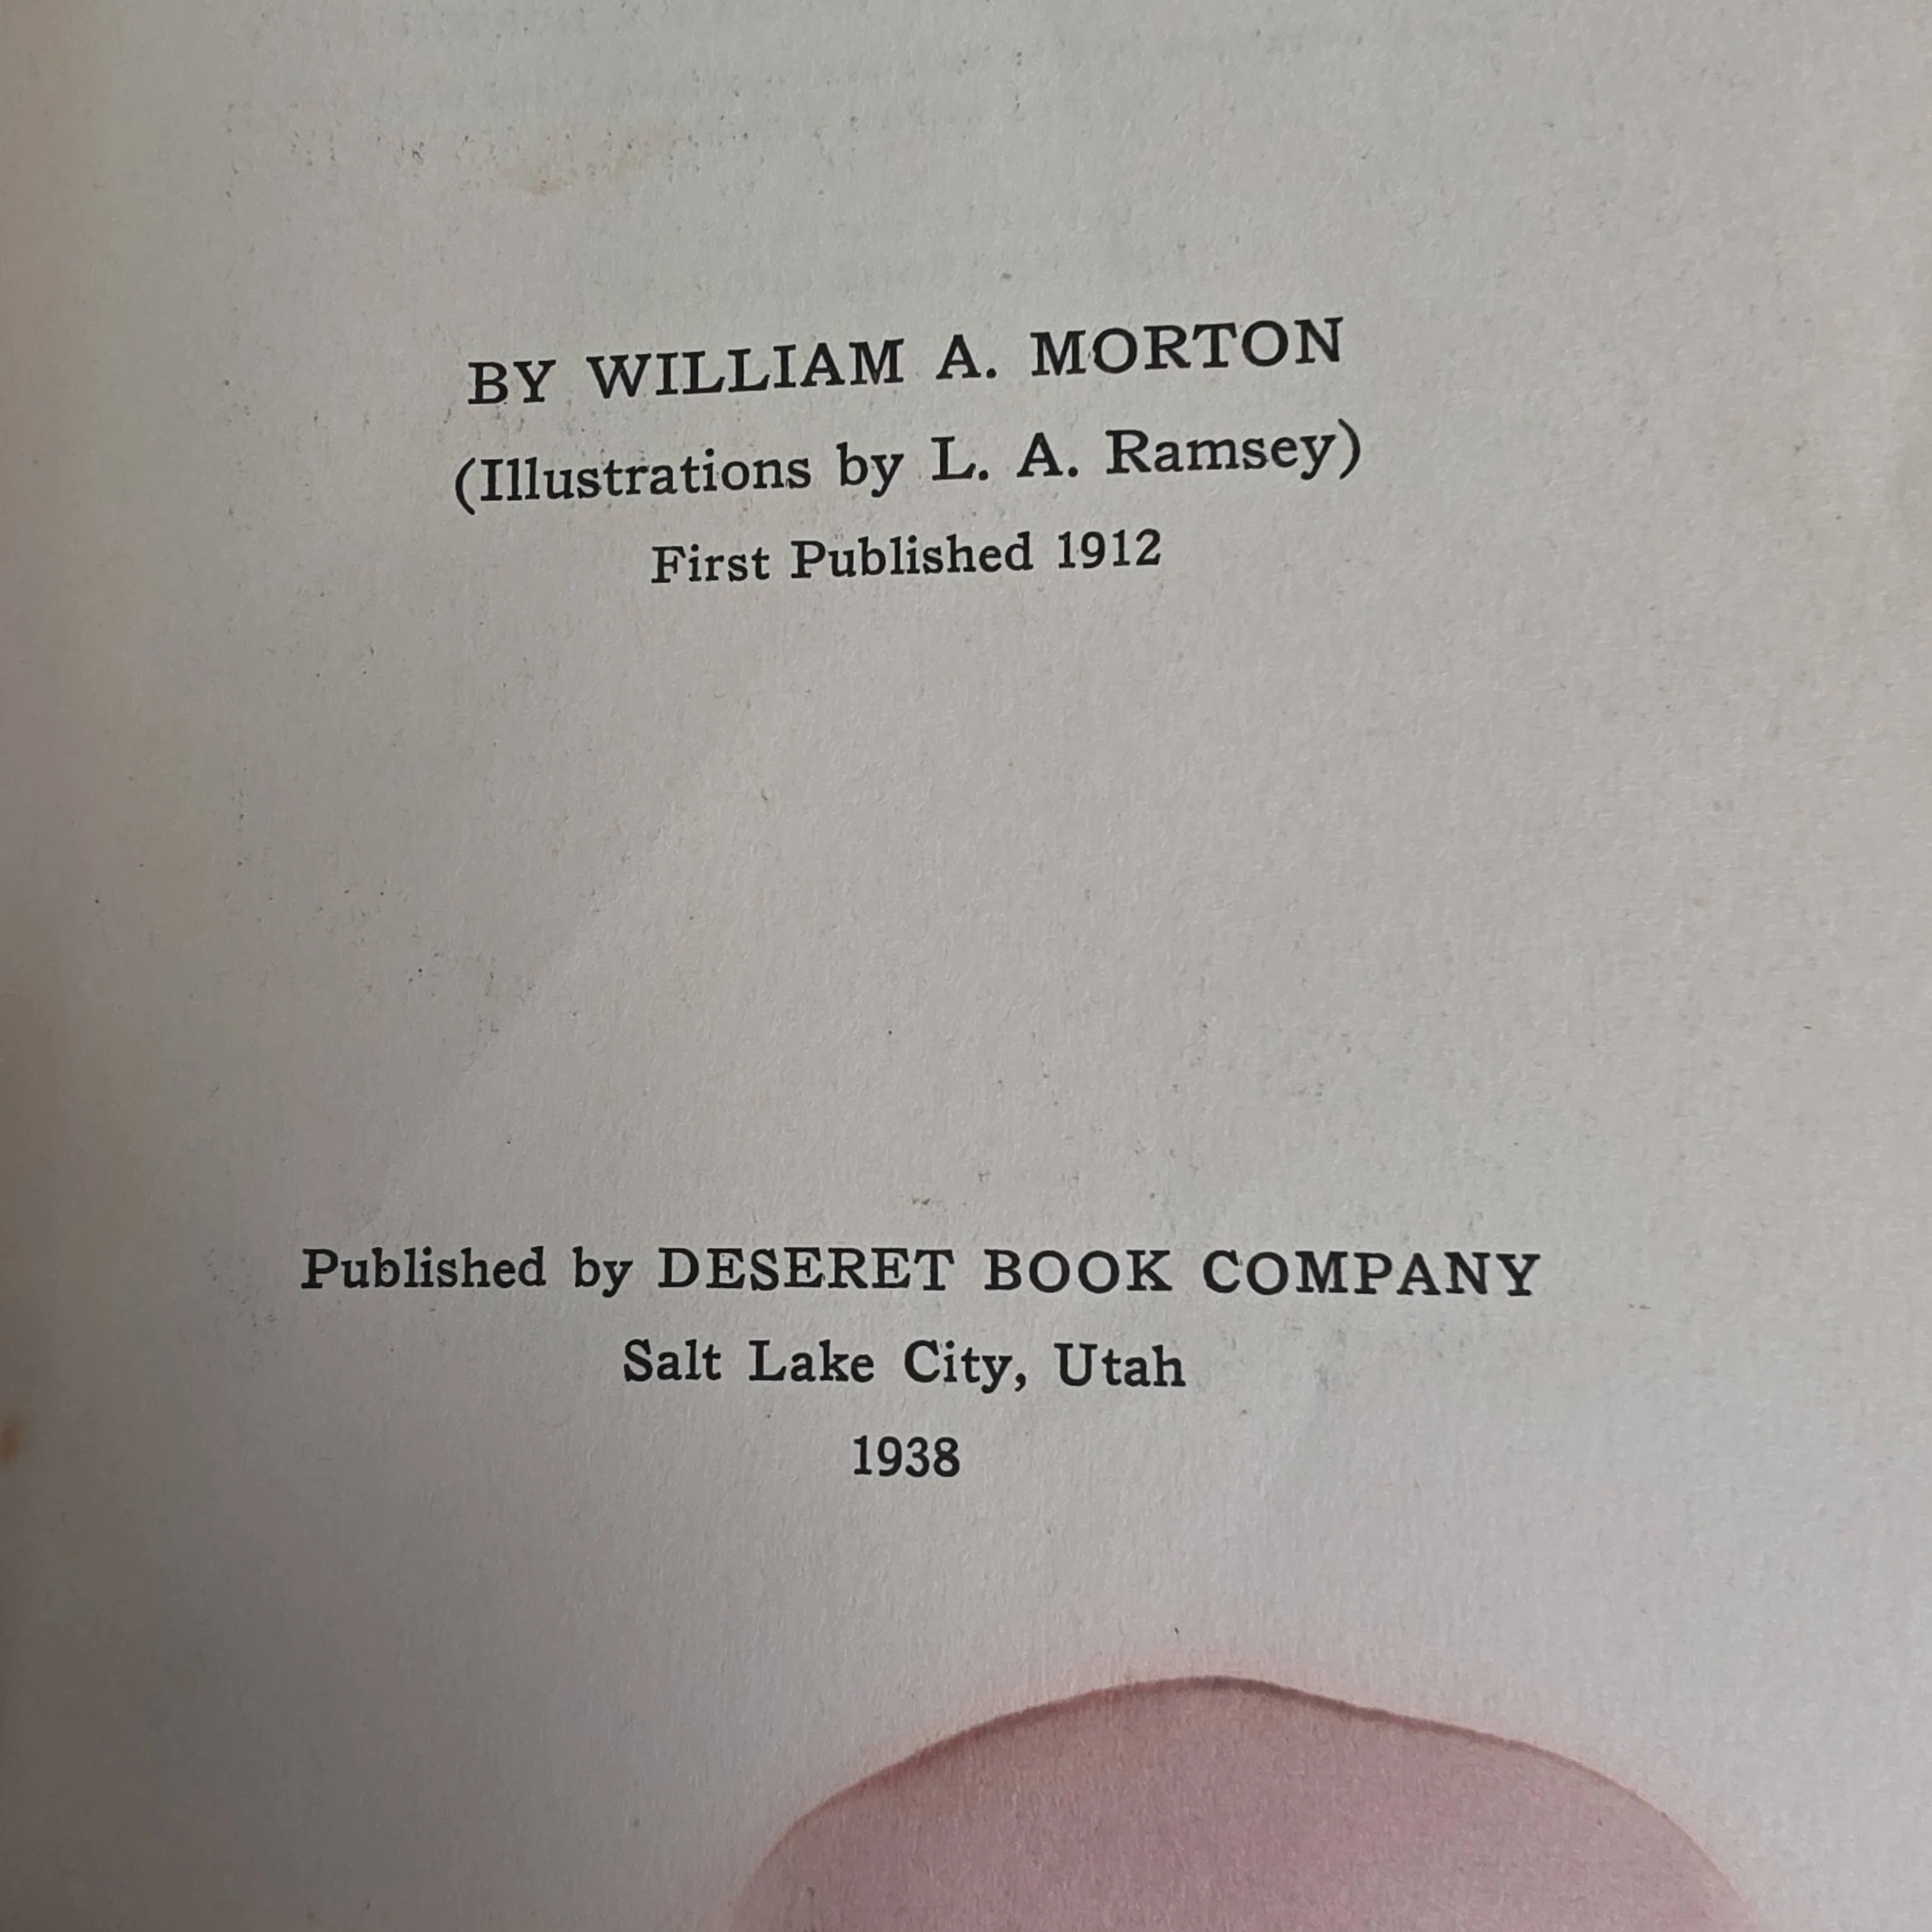 BY WILLIAM A. MORTON
(Illustrations by L. A. Ramsey)
First Published 1912
Published by DESERET BOOK COMPANY
Salt Lake City, Utah
1938